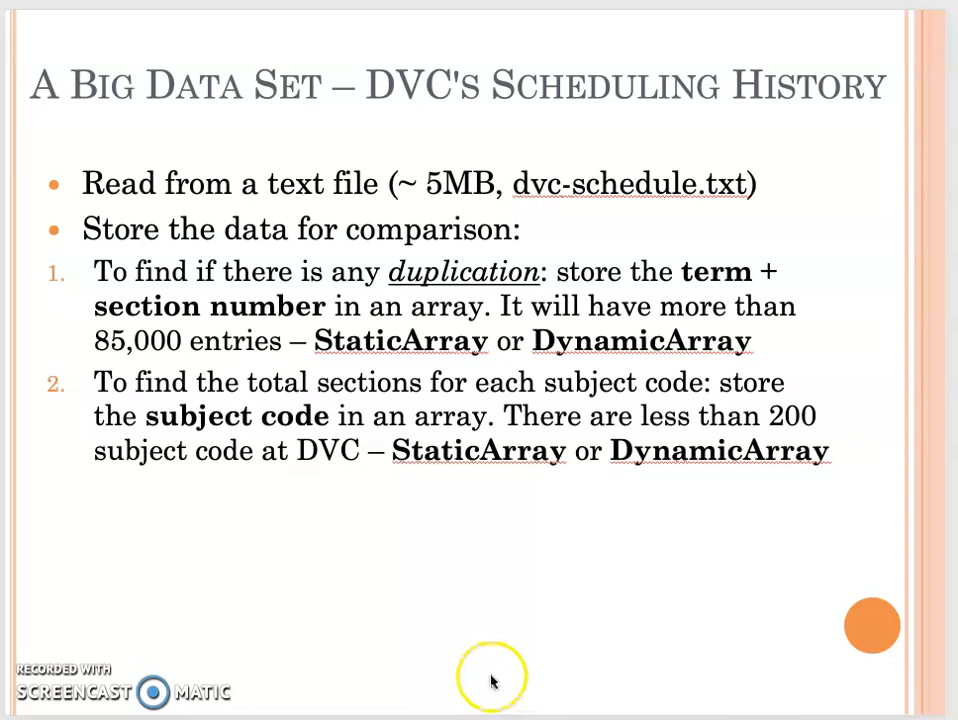 A BIG DATA SET – DVC'S SCHEDULING HISTORY
• Read from a text file (~ 5MB, dvc-schedule.txt)
• Store the data for comparison:
1. To find if there is any duplication: store the term +
section number in an array. It will have more than
85,000 entries – StaticArray or DynamicArray
2. To find the total sections for each subject code: store
the subject code in an array. There are less than 200
subject code at DVC – StaticArray or DynamicArray
RECORDED WITH
SCREENCAST MATIC